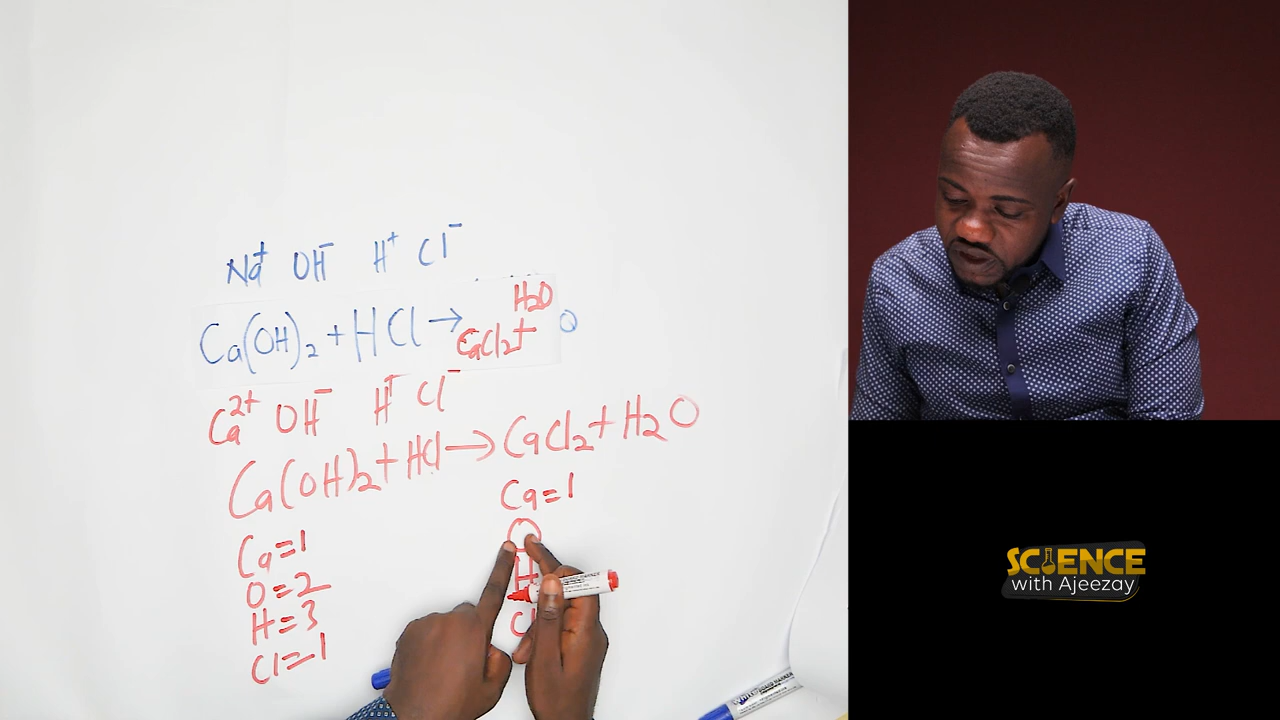 Na⁺ OH⁻ H⁺ Cl⁻
H₂O
Ca(OH)₂ + HCl → CaCl₂ +
Ca²⁺ OH⁻ H⁺ Cl⁻
Ca(OH)₂ + HCl → CaCl₂ + H₂O
Ca = 1
Ca = 1
O = 2
O
H = 3
H
Cl = 1
SCIENCE
with Ajeezay